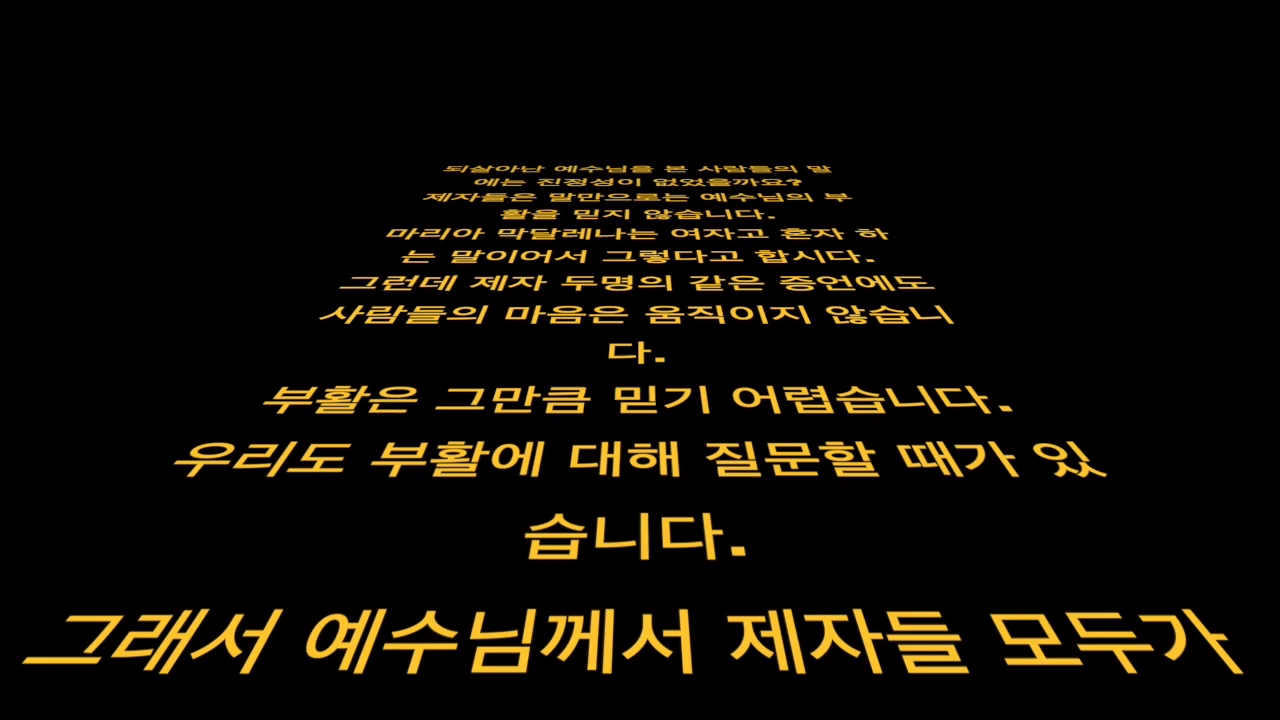 되살아난 예수님을 본 사람들의 말
에는 진정성이 없었을까요?
제자들은 말만으로는 예수님의 부
활을 믿지 않습니다.
마리아 막달레나는 여자고 혼자 하
는 말이어서 그렇다고 합시다.
그런데 제자 두명의 같은 증언에도
사람들의 마음은 움직이지 않습니
다.
부활은 그만큼 믿기 어렵습니다.
우리도 부활에 대해 질문할 때가 있
습니다.
그래서 예수님께서 제자들 모두가